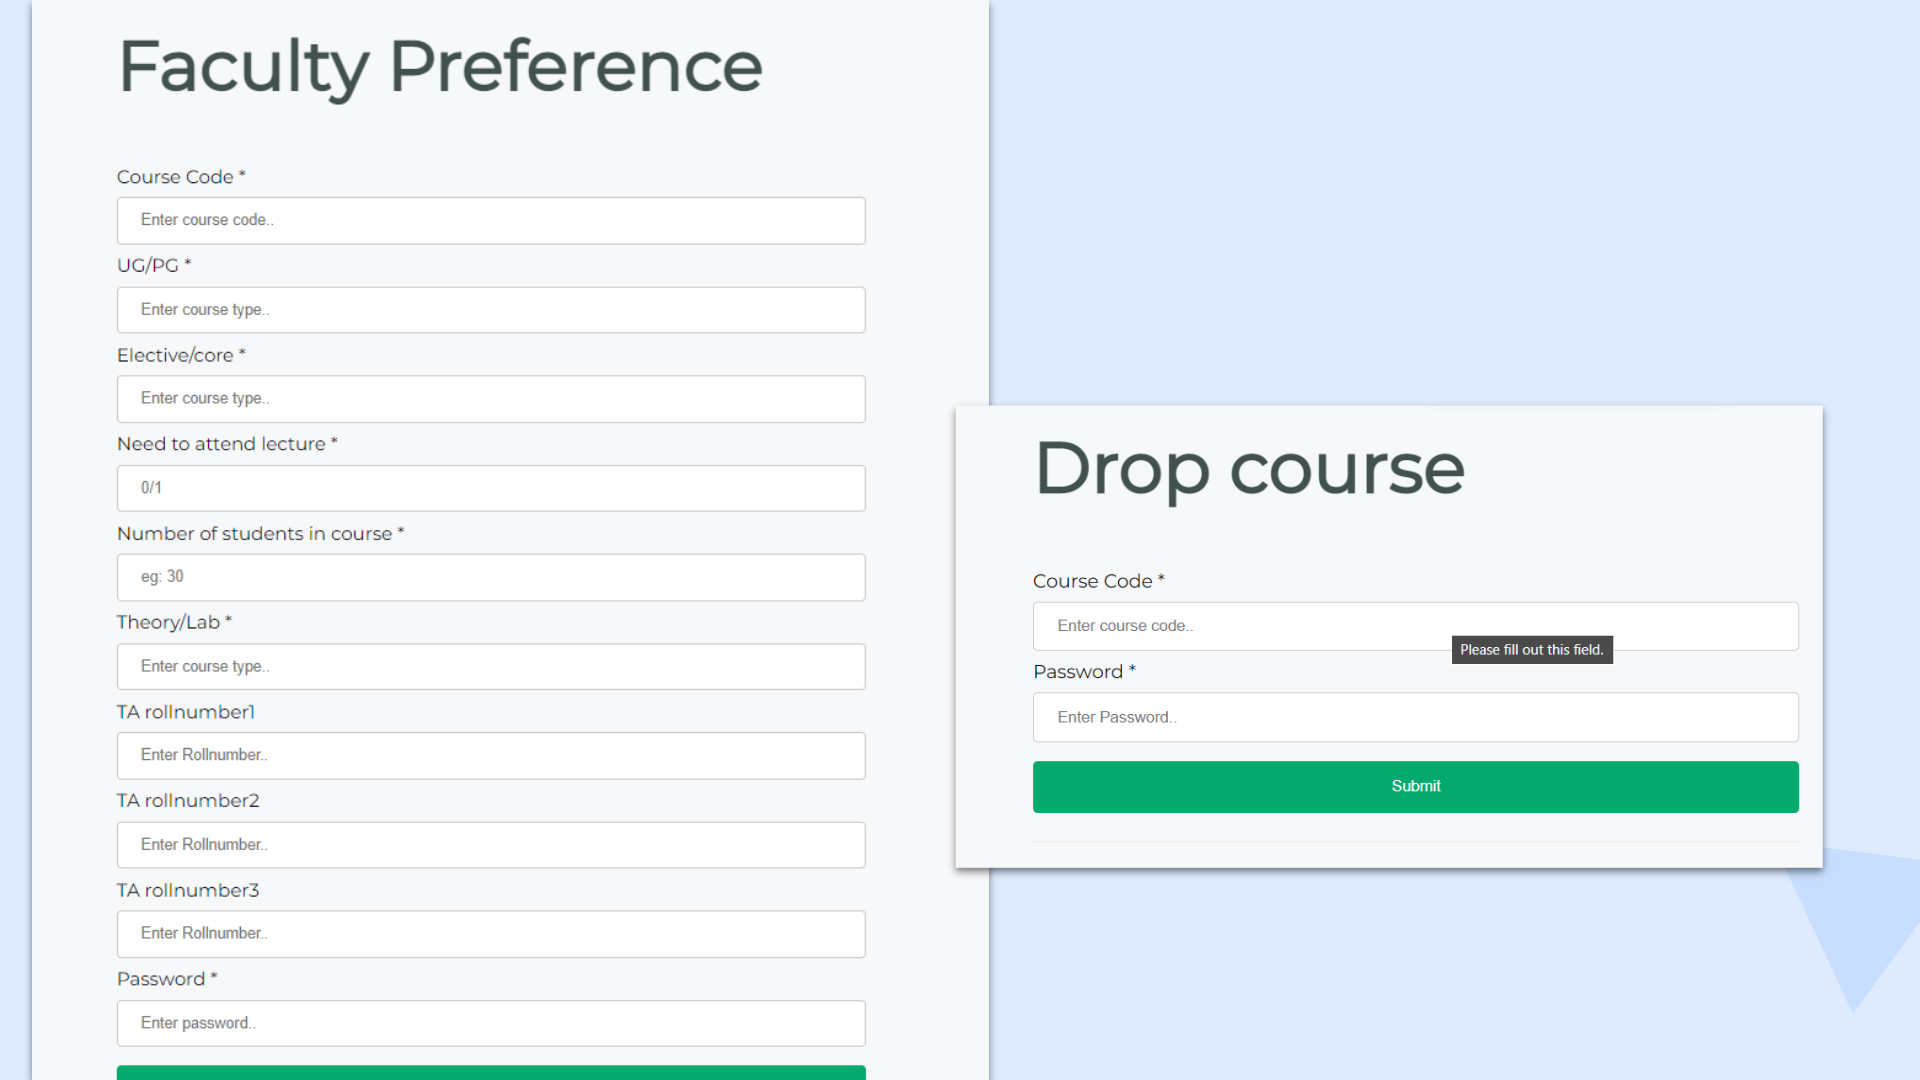 Faculty Preference
Course Code *
Enter course code..
UG/PG *
Enter course type..
Elective/core *
Enter course type..
Need to attend lecture *
0/1
Number of students in course *
eg: 30
Theory/Lab *
Enter course type..
TA rollnumber1
Enter Rollnumber..
TA rollnumber2
Enter Rollnumber..
TA rollnumber3
Enter Rollnumber..
Password *
Enter password..
Drop course
Course Code *
Enter course code..
Please fill out this field.
Password *
Enter Password..
Submit